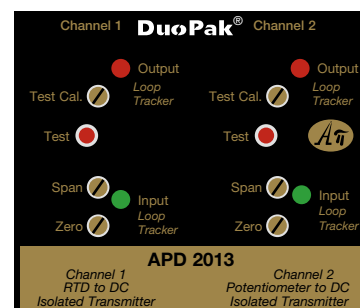 Channel 1 DuoPak® Channel 2
Output Output
Test Cal. Loop Tracker Test Cal. Loop Tracker
Test Test
Span Span
Input Input
Loop Loop
Zero Tracker Zero Tracker
APD 2013
Channel 1 Channel 2
RTD to DC Potentiometer to DC
Isolated Transmitter Isolated Transmitter